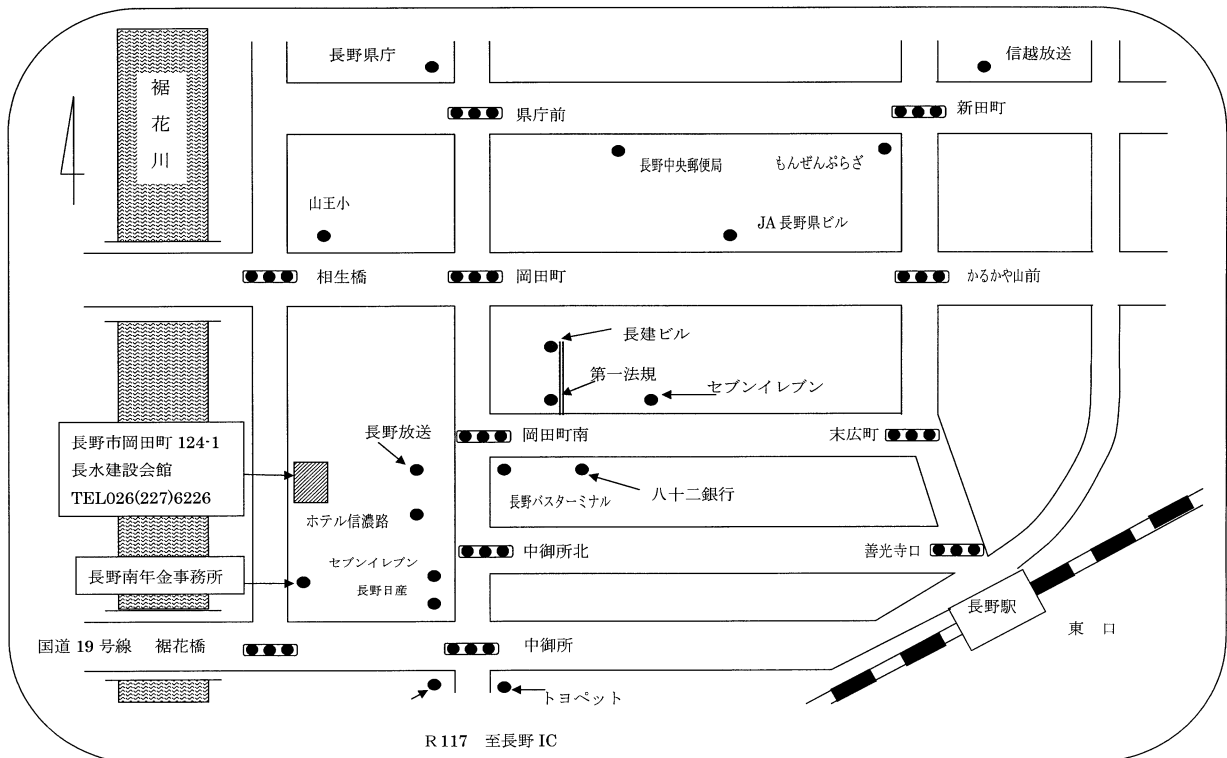 長野県庁
信越放送
裾花川
県庁前
新田町
長野中央郵便局
もんぜんぷらざ
山王小
JA長野県ビル
相生橋
岡田町
かるかや山前
長建ビル
第一法規
セブンイレブン
長野市岡田町 124-1
長水建設会館
TEL026(227)6226
長野放送
岡田町南
末広町
長野バスターミナル
八十二銀行
ホテル信濃路
中御所北
善光寺口
セブンイレブン
長野日産
長野南年金事務所
長野駅
東 口
国道 19 号線 裾花橋
中御所
トヨペット
R117 至長野 IC